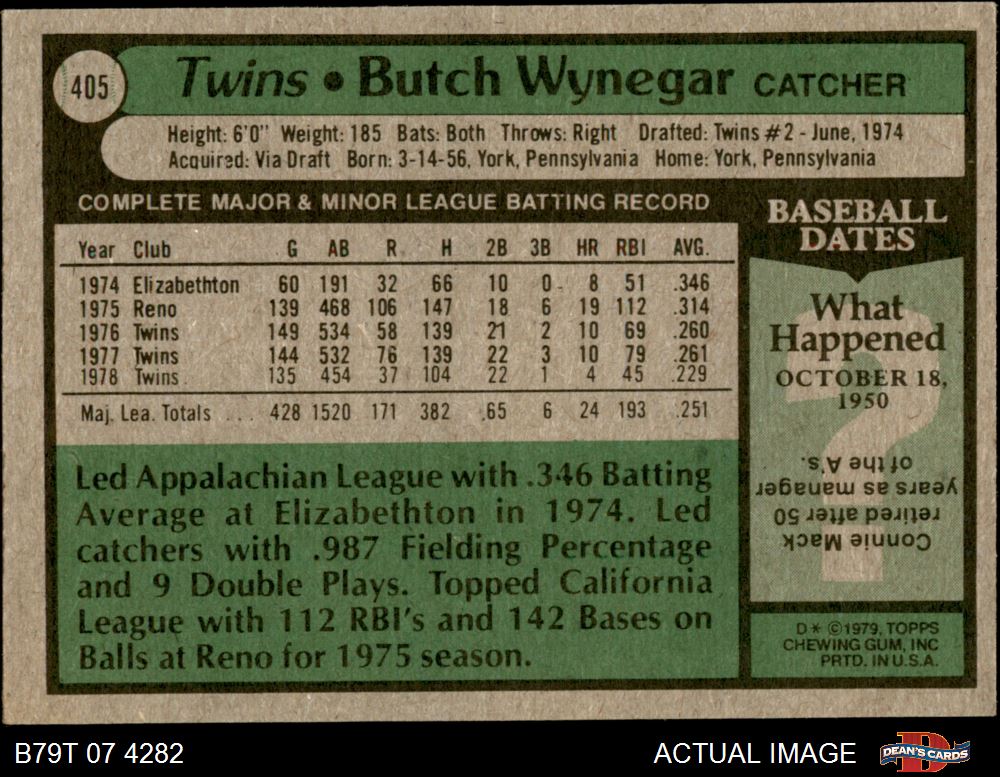 405
Twins • Butch Wynegar CATCHER
Height: 6'0" Weight: 185 Bats: Both Throws: Right Drafted: Twins #2 - June, 1974
Acquired: Via Draft Born: 3-14-56, York, Pennsylvania Home: York, Pennsylvania
COMPLETE MAJOR & MINOR LEAGUE BATTING RECORD
Year Club G AB R H 2B 3B HR RBI AVG.
1974 Elizabethton 60 191 32 66 10 0 8 51 .346
1975 Reno 139 468 106 147 18 6 19 112 .314
1976 Twins 149 534 58 139 21 2 10 69 .260
1977 Twins 144 532 76 139 22 3 10 79 .261
1978 Twins 135 454 37 104 22 1 4 45 .229
Maj. Lea. Totals ... 428 1520 171 382 65 6 24 193 .251
Led Appalachian League with .346 Batting
Average at Elizabethton in 1974. Led
catchers with .987 Fielding Percentage
and 9 Double Plays. Topped California
League with 112 RBI's and 142 Bases on
Balls at Reno for 1975 season.
BASEBALL
DATES
What
Happened
OCTOBER 18,
1950
Connie Mack
retired after 50
years as manager
of the A's.
D* ©1979, TOPPS
CHEWING GUM, INC
PRTD. IN U.S.A.
B79T 07 4282
ACTUAL IMAGE
DEAN'S CARDS